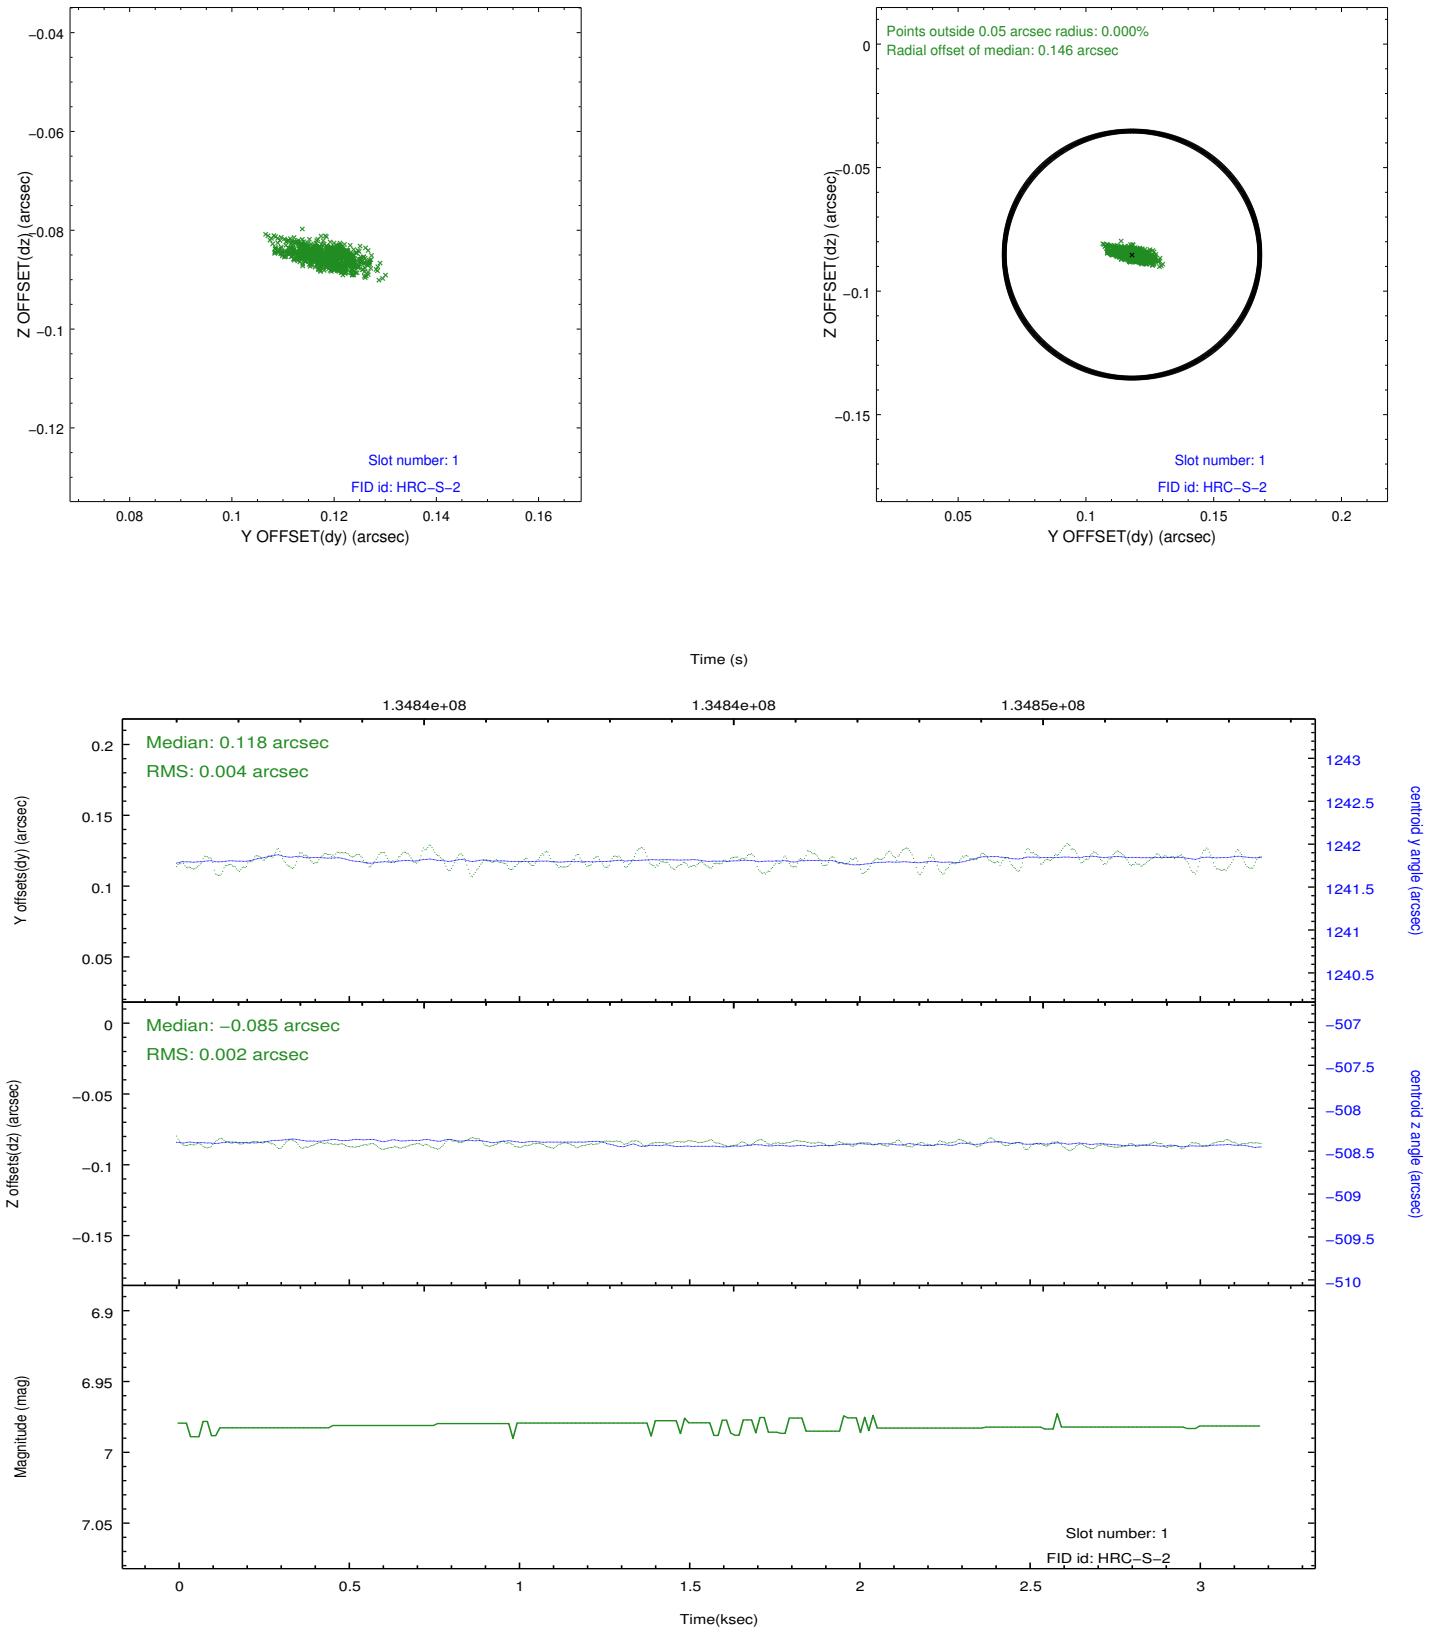 −0.04
−0.06
−0.08
−0.1
−0.12
Z OFFSET(dz) (arcsec)
Slot number: 1
FID id: HRC−S−2
0.08
0.1
0.12
0.14
0.16
Y OFFSET(dy) (arcsec)
Points outside 0.05 arcsec radius: 0.000%
Radial offset of median: 0.146 arcsec
0
−0.05
−0.1
−0.15
Z OFFSET(dz) (arcsec)
Slot number: 1
FID id: HRC−S−2
0.05
0.1
0.15
0.2
Y OFFSET(dy) (arcsec)
Time (s)
1.3484e+08
1.3484e+08
1.3485e+08
Median: 0.118 arcsec
RMS: 0.004 arcsec
0.2
0.15
0.1
0.05
Y offsets(dy) (arcsec)
1243
1242.5
1242
1241.5
1241
1240.5
centroid y angle (arcsec)
Median: −0.085 arcsec
RMS: 0.002 arcsec
0
−0.05
−0.1
−0.15
Z offsets(dz) (arcsec)
−507
−507.5
−508
−508.5
−509
−509.5
−510
centroid z angle (arcsec)
6.9
6.95
7
7.05
Magnitude (mag)
Slot number: 1
FID id: HRC−S−2
0
0.5
1
1.5
2
2.5
3
Time(ksec)